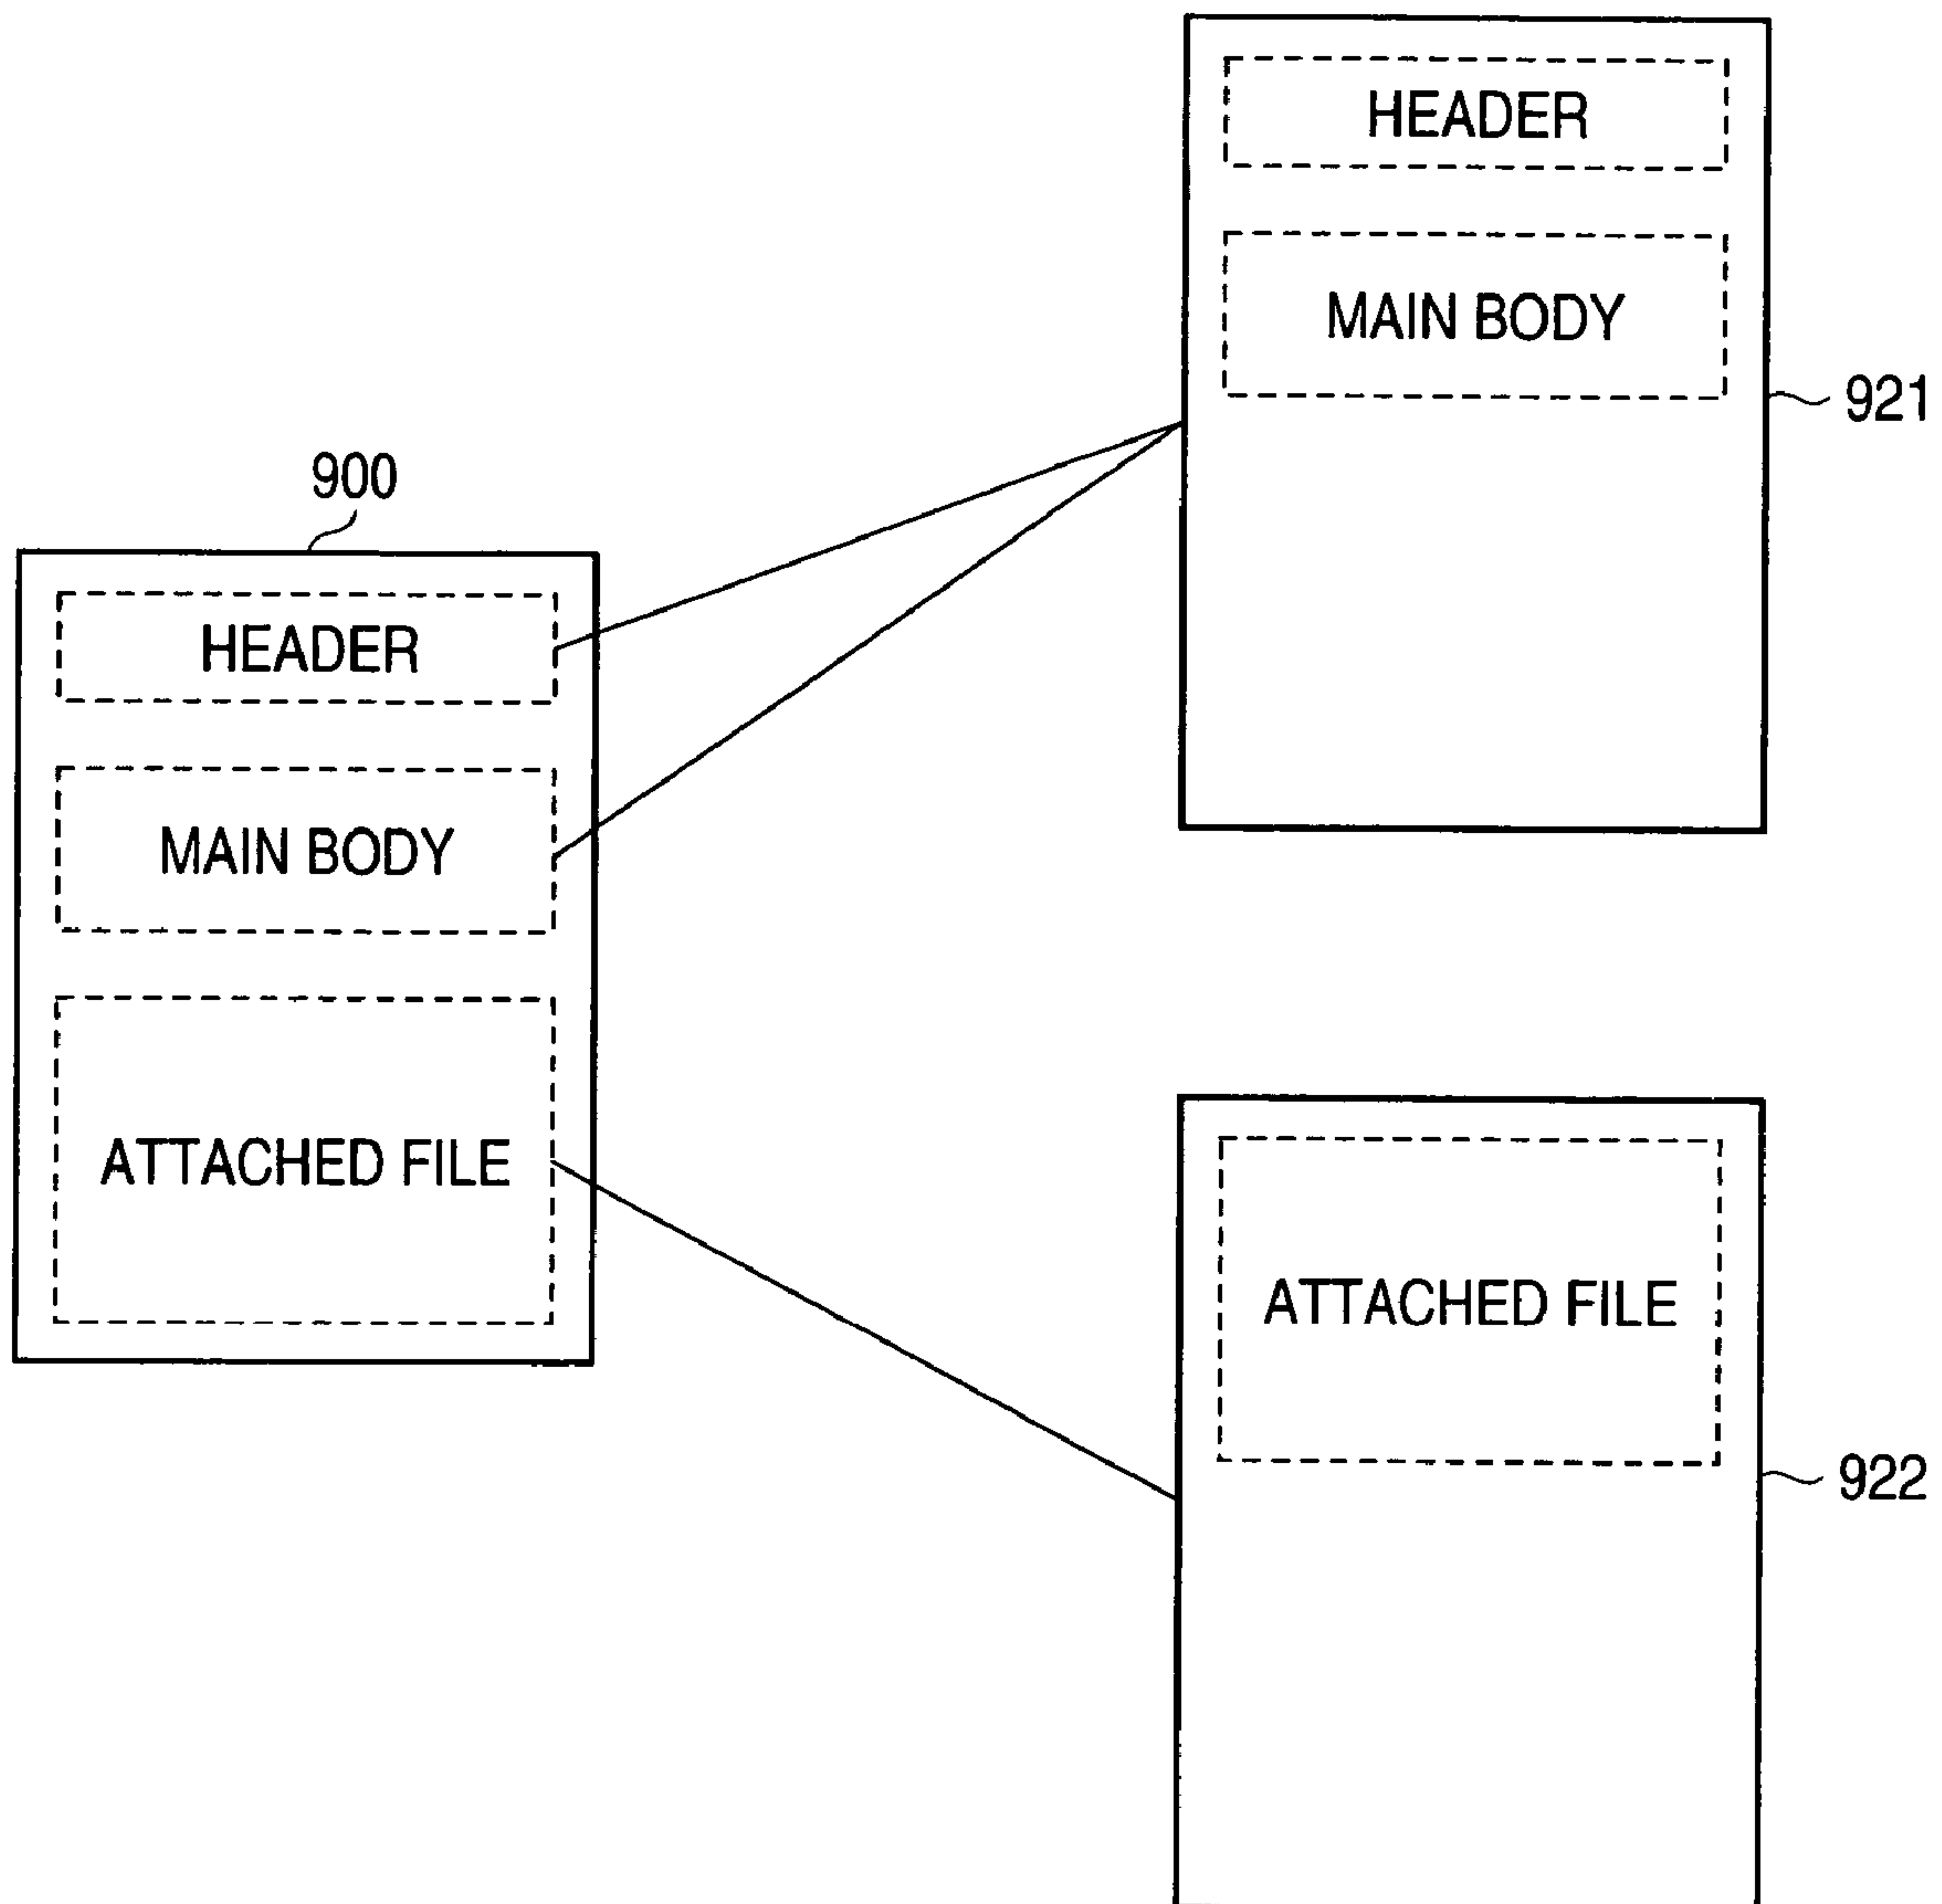 900
HEADER
MAIN BODY
ATTACHED FILE
HEADER
MAIN BODY
921
ATTACHED FILE
922